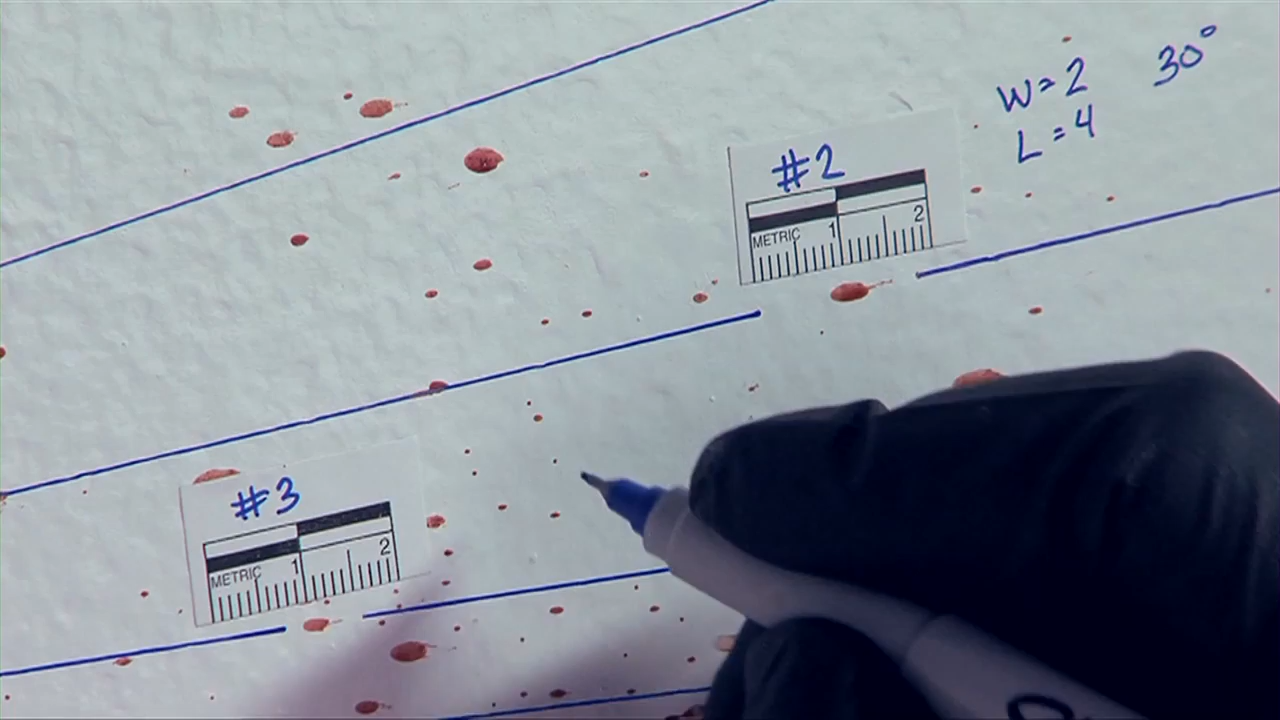 W = 2 30°
L = 4
#2
METRIC 1 2
#3
METRIC 1 2